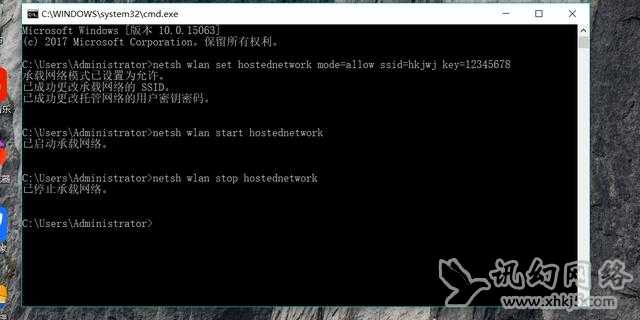 C:\WINDOWS\system32\cmd.exe
Microsoft Windows [版本 10.0.15063]
(c) 2017 Microsoft Corporation。保留所有权利。
C:\Users\Administrator>netsh wlan set hostednetwork mode=allow ssid=hkjwj key=12345678
承载网络模式已设置为允许。
已成功更改承载网络的 SSID。
已成功更改托管网络的用户密钥密码。
C:\Users\Administrator>netsh wlan start hostednetwork
已启动承载网络。
C:\Users\Administrator>netsh wlan stop hostednetwork
已停止承载网络。
C:\Users\Administrator>
讯幻网络
www.xhkj5.com